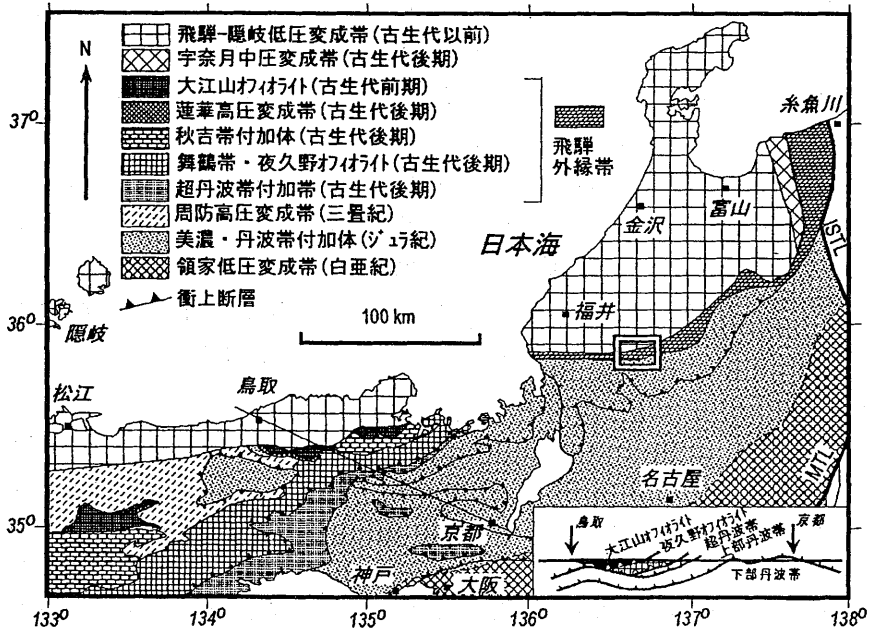 N
飛騨-隠岐低圧変成帯(古生代以前)
宇奈月中圧変成帯(古生代後期)
大江山オフィオライト(古生代前期)
蓮華高圧変成帯(古生代後期)
秋吉帯付加体(古生代後期)
舞鶴帯・夜久野オフィオライト(古生代後期)
超丹波帯付加帯(古生代後期)
周防高圧変成帯(三畳紀)
美濃・丹波帯付加体(ジュラ紀)
領家低圧変成帯(白亜紀)
衝上断層
飛騨
外縁帯
100 km
日本海
糸魚川
富山
金沢
福井
ISTL
隠岐
松江
鳥取
名古屋
MTL
京都
神戸
大阪
鳥取
大江山オフィオライト
夜久野オフィオライト
超丹波帯
上部丹波帯
京都
下部丹波帯
37º
36º
35º
133º
134º
135º
136º
137º
138º